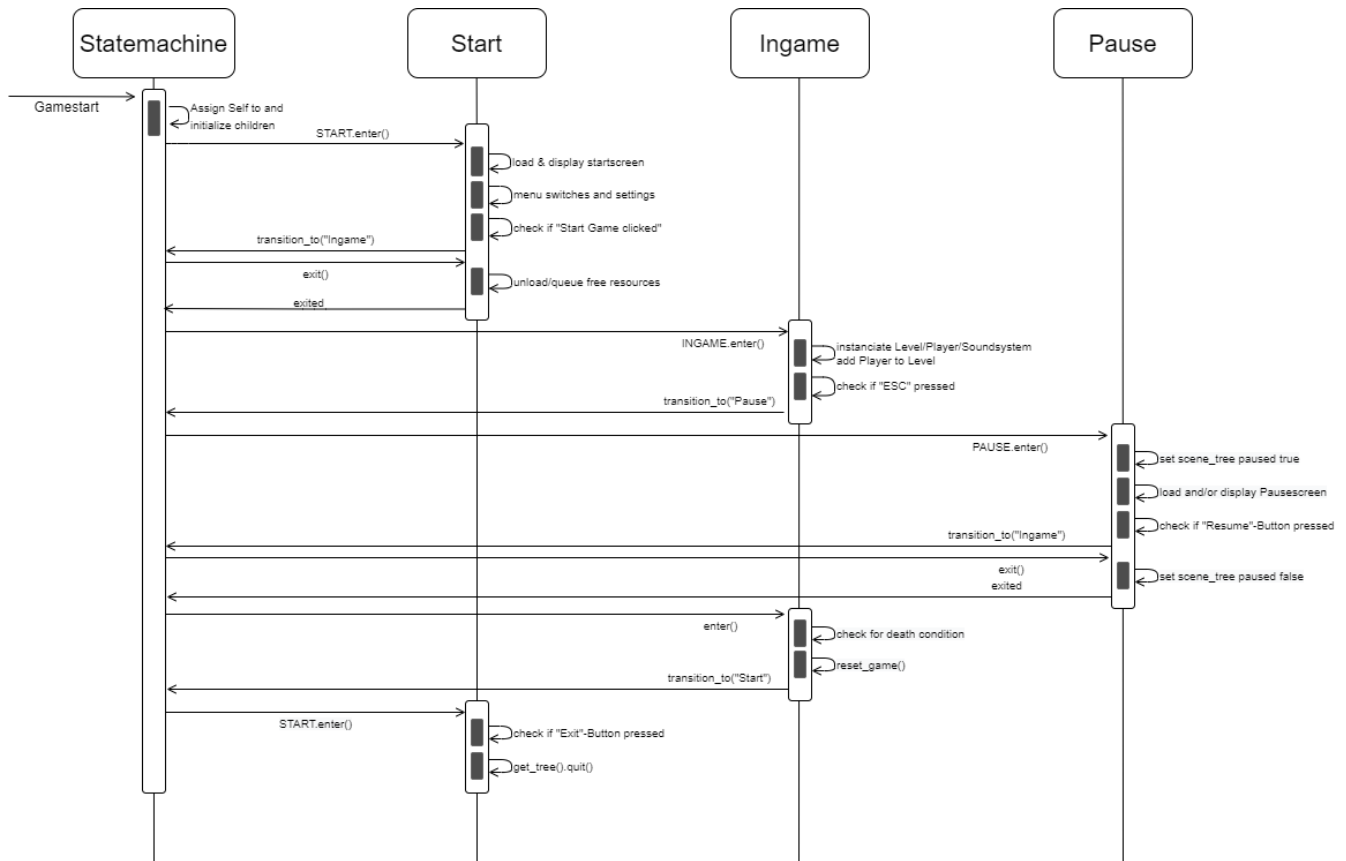 Statemachine
Start
Ingame
Pause
Gamestart
Assign Self to and
initialize children
START.enter()
load & display startscreen
menu switches and settings
check if "Start Game clicked"
transition_to("Ingame")
exit()
unload/queue free resources
exited
INGAME.enter()
instanciate Level/Player/Soundsystem
add Player to Level
check if "ESC" pressed
transition_to("Pause")
PAUSE.enter()
set scene_tree paused true
load and/or display Pausescreen
check if "Resume"-Button pressed
transition_to("Ingame")
exit()
set scene_tree paused false
exited
enter()
check for death condition
reset_game()
transition_to("Start")
START.enter()
check if "Exit"-Button pressed
get_tree().quit()